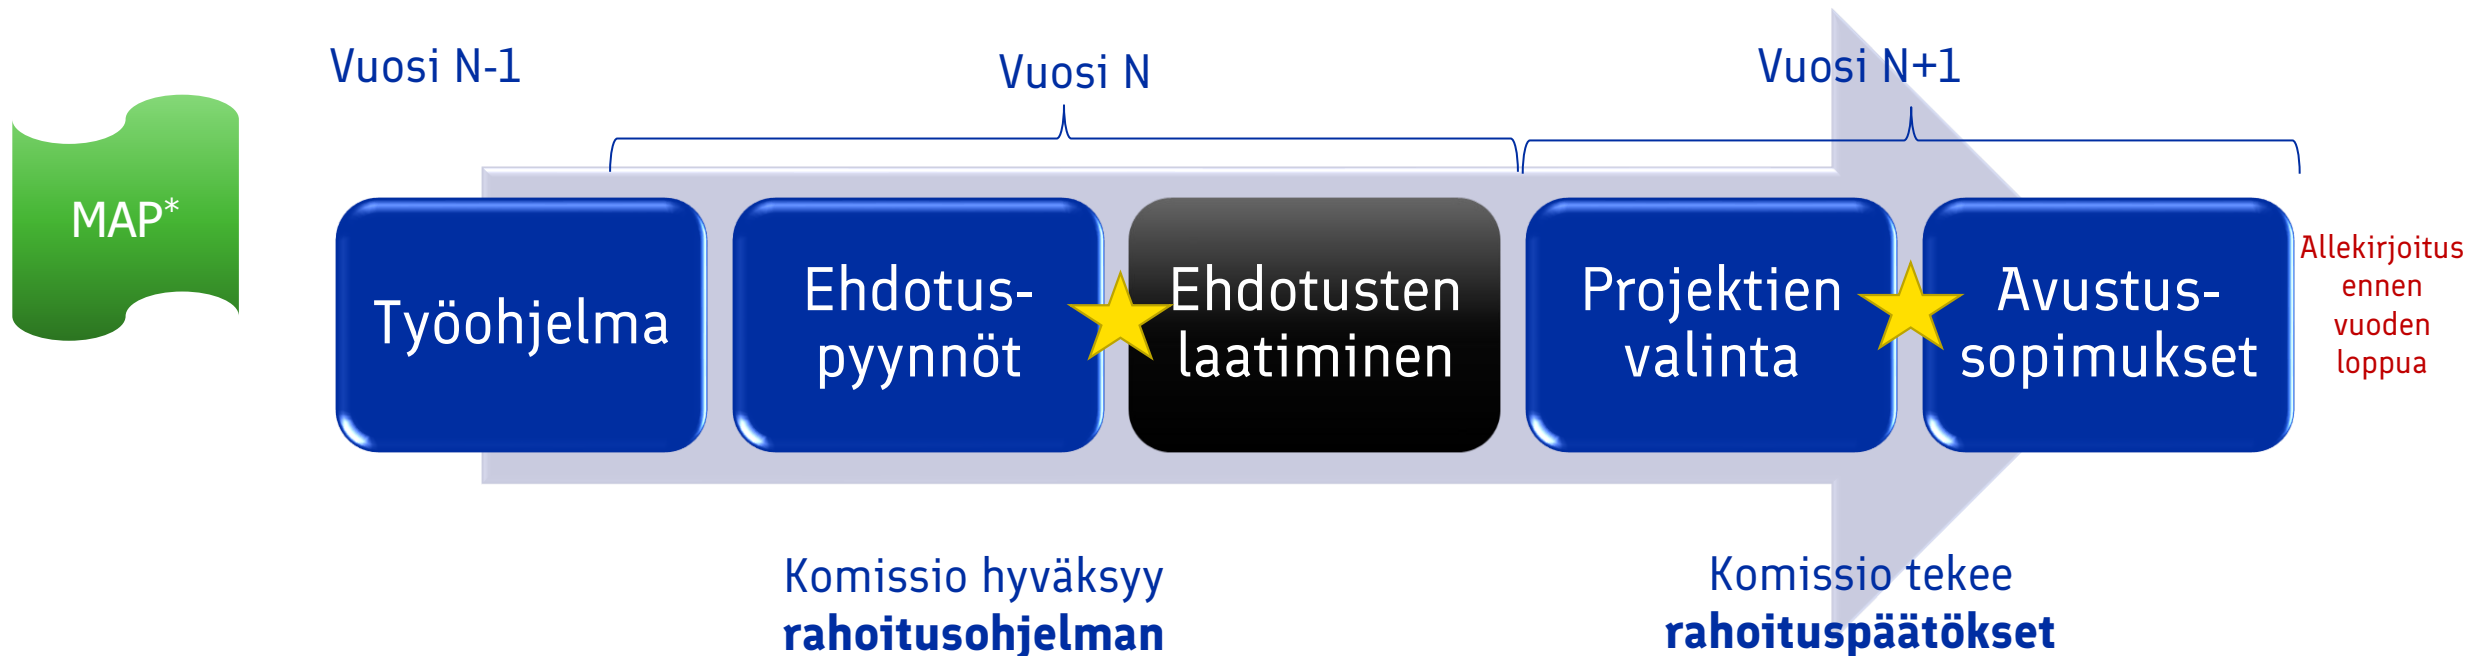 Vuosi N-1
Vuosi N
Vuosi N+1
MAP*
Työohjelma
Ehdotus-
pyynnöt
Ehdotusten
laatiminen
Projektien
valinta
Avustus-
sopimukset
Allekirjoitus
ennen
vuoden
loppua
Komissio hyväksyy
rahoitusohjelman
Komissio tekee
rahoituspäätökset